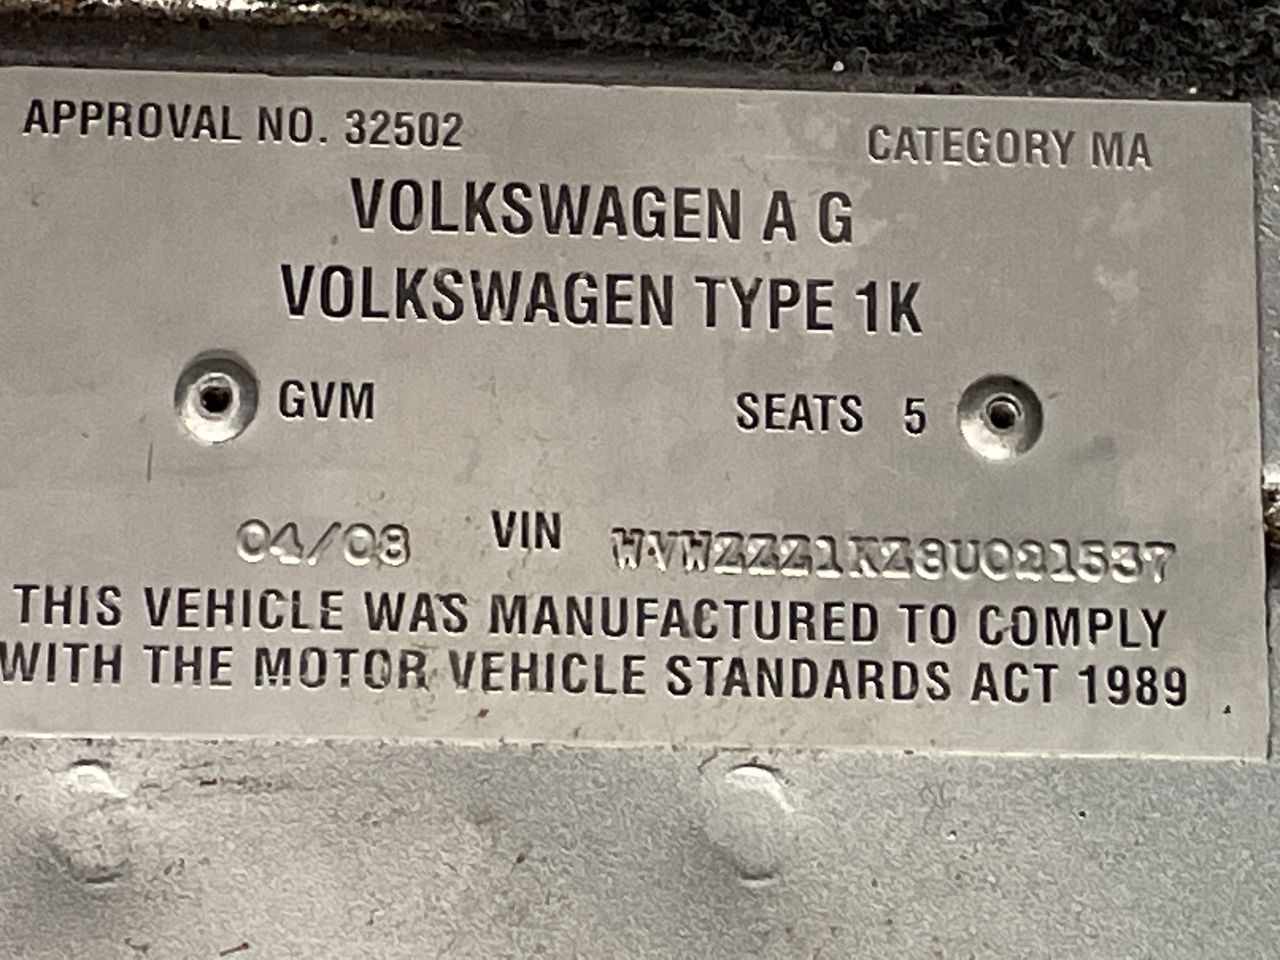 APPROVAL NO. 32502 CATEGORY MA
VOLKSWAGEN A G
VOLKSWAGEN TYPE 1K
GVM SEATS 5
04/08 VIN WVWZZZ1KZ8U021537
THIS VEHICLE WAS MANUFACTURED TO COMPLY
WITH THE MOTOR VEHICLE STANDARDS ACT 1989